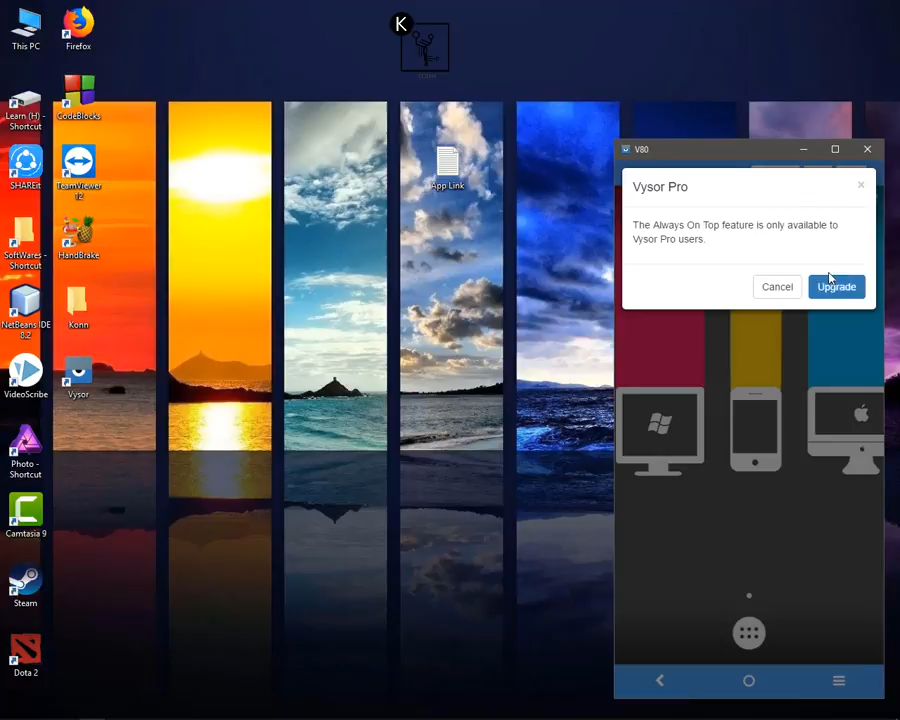 This PC
Firefox
K
Learn (H) -
Shortcut
CodeBlocks
SHAREit
TeamViewer
12
App Link
SoftWares -
Shortcut
HandBrake
NetBeans IDE
8.2
Konn
VideoScribe
Vysor
Photo -
Shortcut
Camtasia 9
Steam
Dota 2
V80
Vysor Pro
×
The Always On Top feature is only available to
Vysor Pro users.
Cancel
Upgrade